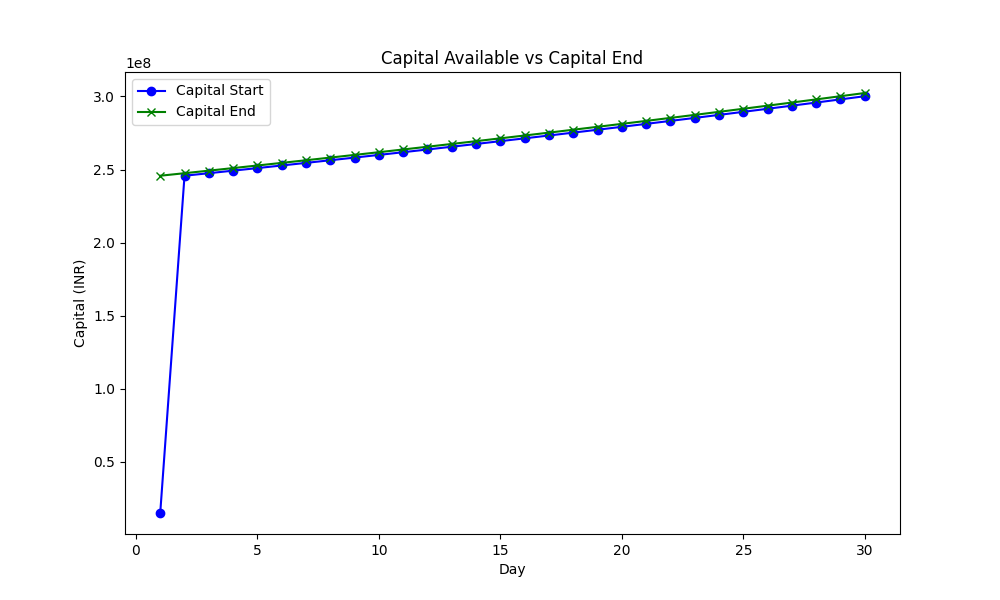 Capital Available vs Capital End
1e8
Capital Start
Capital End
3.0
2.5
2.0
1.5
1.0
0.5
Capital (INR)
0 5 10 15 20 25 30
Day